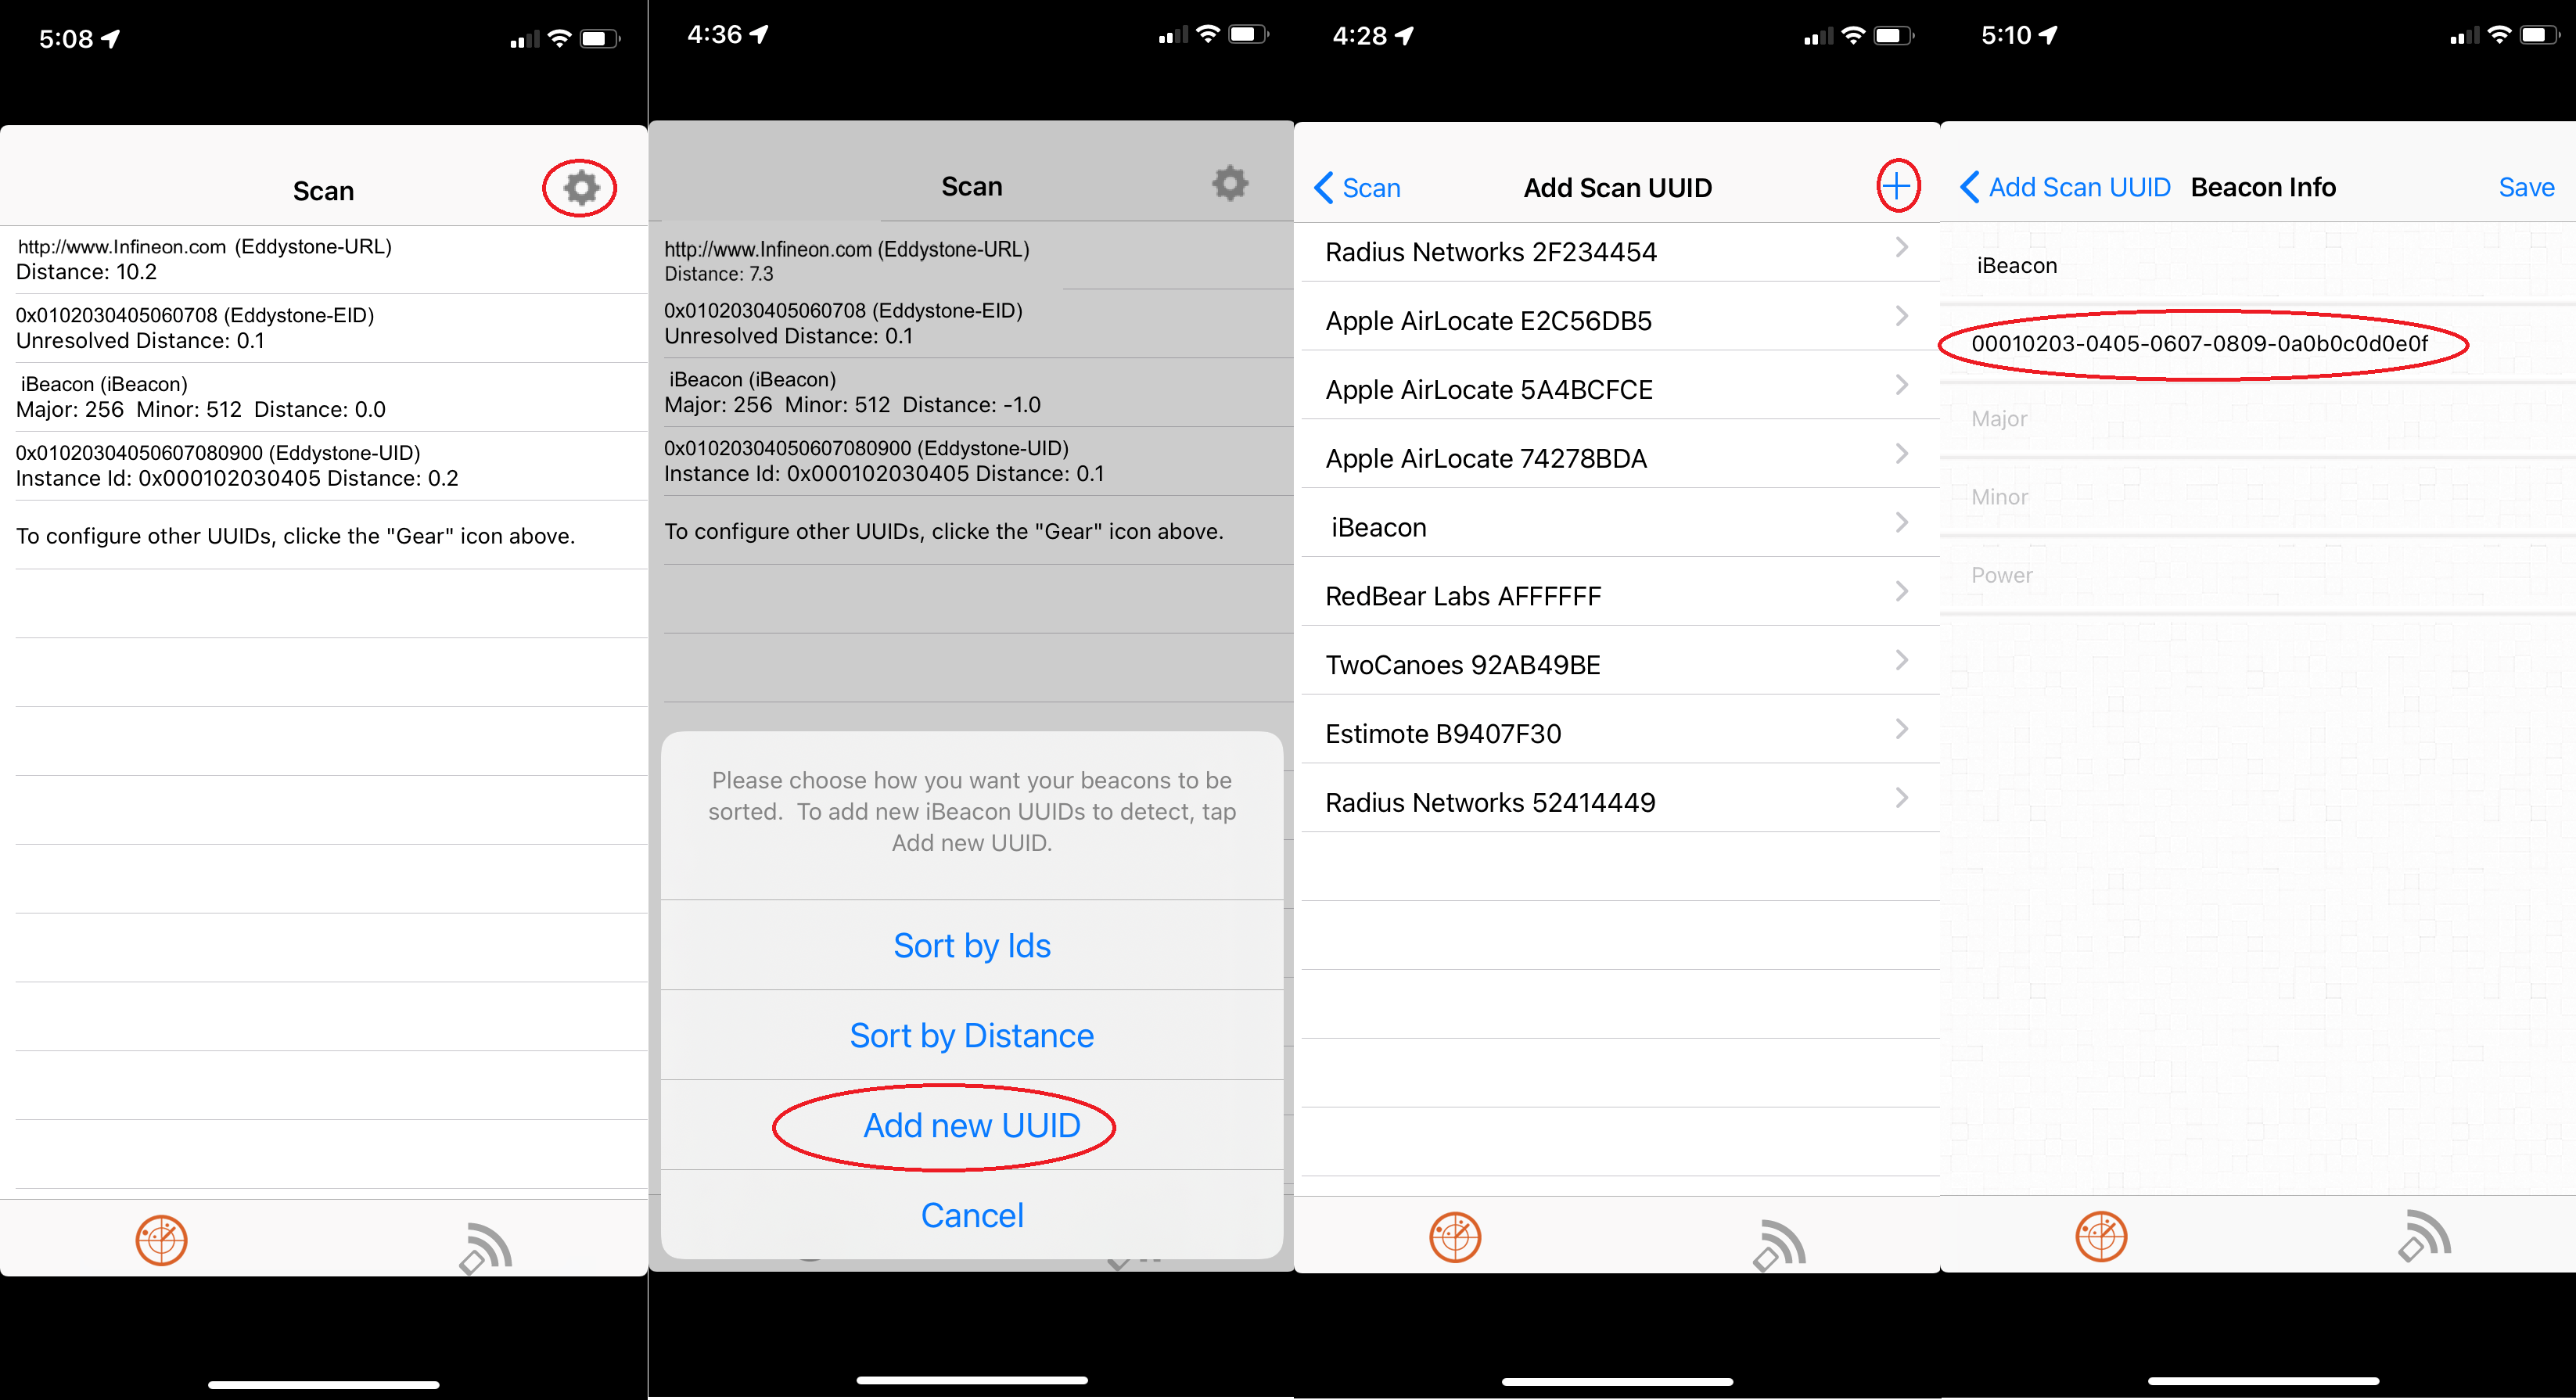 5:08
Scan
http://www.Infineon.com (Eddystone-URL)
Distance: 10.2
0x0102030405060708 (Eddystone-EID)
Unresolved Distance: 0.1
iBeacon (iBeacon)
Major: 256 Minor: 512 Distance: 0.0
0x01020304050607080900 (Eddystone-UID)
Instance Id: 0x000102030405 Distance: 0.2
To configure other UUIDs, clicke the "Gear" icon above.
4:36
Scan
http://www.Infineon.com (Eddystone-URL)
Distance: 7.3
0x0102030405060708 (Eddystone-EID)
Unresolved Distance: 0.1
iBeacon (iBeacon)
Major: 256 Minor: 512 Distance: -1.0
0x01020304050607080900 (Eddystone-UID)
Instance Id: 0x000102030405 Distance: 0.1
To configure other UUIDs, clicke the "Gear" icon above.
Please choose how you want your beacons to be
sorted. To add new iBeacon UUIDs to detect, tap
Add new UUID.
Sort by Ids
Sort by Distance
Add new UUID
Cancel
4:28
Scan
Add Scan UUID
Radius Networks 2F234454
Apple AirLocate E2C56DB5
Apple AirLocate 5A4BCFCE
Apple AirLocate 74278BDA
iBeacon
RedBear Labs AFFFFFF
TwoCanoes 92AB49BE
Estimote B9407F30
Radius Networks 52414449
5:10
Add Scan UUID
Beacon Info
Save
iBeacon
00010203-0405-0607-0809-0a0b0c0d0e0f
Major
Minor
Power